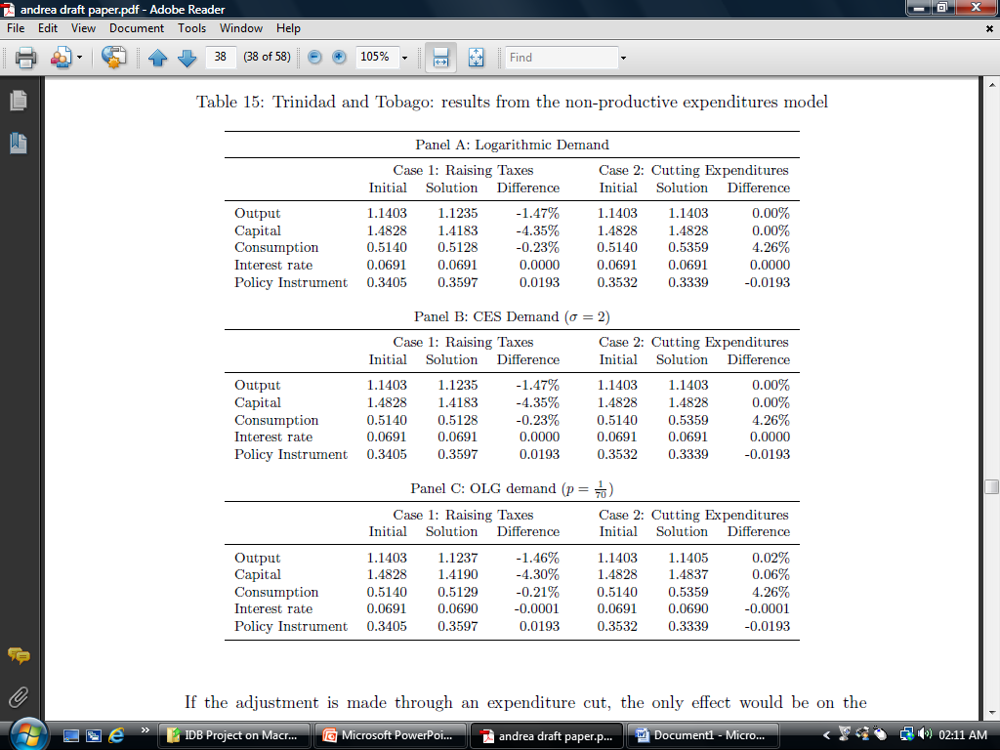 andrea draft paper.pdf - Adobe Reader
File Edit View Document Tools Window Help
38 (38 of 58) 105% Find
Table 15: Trinidad and Tobago: results from the non-productive expenditures model
Panel A: Logarithmic Demand
Case 1: Raising Taxes Case 2: Cutting Expenditures
Initial Solution Difference Initial Solution Difference
Output 1.1403 1.1235 -1.47% 1.1403 1.1403 0.00%
Capital 1.4828 1.4183 -4.35% 1.4828 1.4828 0.00%
Consumption 0.5140 0.5128 -0.23% 0.5140 0.5359 4.26%
Interest rate 0.0691 0.0691 0.0000 0.0691 0.0691 0.0000
Policy Instrument 0.3405 0.3597 0.0193 0.3532 0.3339 -0.0193
Panel B: CES Demand (σ = 2)
Case 1: Raising Taxes Case 2: Cutting Expenditures
Initial Solution Difference Initial Solution Difference
Output 1.1403 1.1235 -1.47% 1.1403 1.1403 0.00%
Capital 1.4828 1.4183 -4.35% 1.4828 1.4828 0.00%
Consumption 0.5140 0.5128 -0.23% 0.5140 0.5359 4.26%
Interest rate 0.0691 0.0691 0.0000 0.0691 0.0691 0.0000
Policy Instrument 0.3405 0.3597 0.0193 0.3532 0.3339 -0.0193
Panel C: OLG demand (p = 1/70)
Case 1: Raising Taxes Case 2: Cutting Expenditures
Initial Solution Difference Initial Solution Difference
Output 1.1403 1.1237 -1.46% 1.1403 1.1405 0.02%
Capital 1.4828 1.4190 -4.30% 1.4828 1.4837 0.06%
Consumption 0.5140 0.5129 -0.21% 0.5140 0.5359 4.26%
Interest rate 0.0691 0.0690 -0.0001 0.0691 0.0690 -0.0001
Policy Instrument 0.3405 0.3597 0.0193 0.3532 0.3339 -0.0193
If the adjustment is made through an expenditure cut, the only effect would be on the
IDB Project on Macr... Microsoft PowerPoi... andrea draft paper.p... Document1 - Micro... 02:11 AM